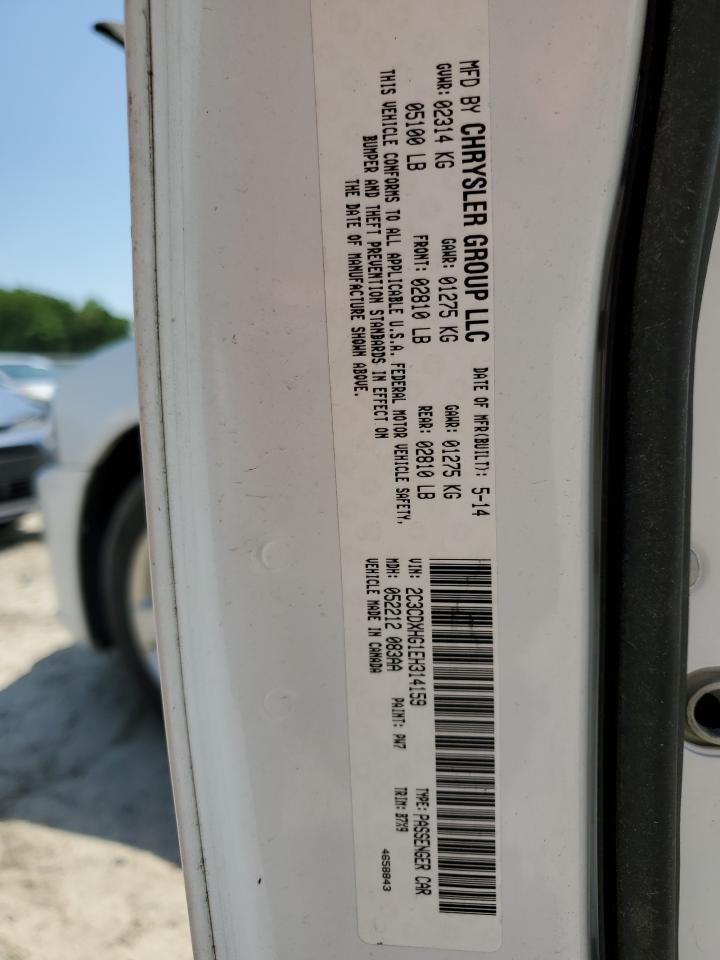 MFD BY CHRYSLER GROUP LLC DATE OF MFR(BUILT): 5-14
GVWR: 02314 KG GAWR: 01275 KG GAWR: 01275 KG
05100 LB FRONT: 02810 LB REAR: 02810 LB
THIS VEHICLE CONFORMS TO ALL APPLICABLE U.S.A. FEDERAL MOTOR VEHICLE SAFETY,
BUMPER AND THEFT PREVENTION STANDARDS IN EFFECT ON
THE DATE OF MANUFACTURE SHOWN ABOVE.
VIN: 2C3CDXHG1EH314159 TYPE: PASSENGER CAR
MDH: 052212 083AA PAINT: PW7 TRIM: B7X9
VEHICLE MADE IN CANADA 4658843